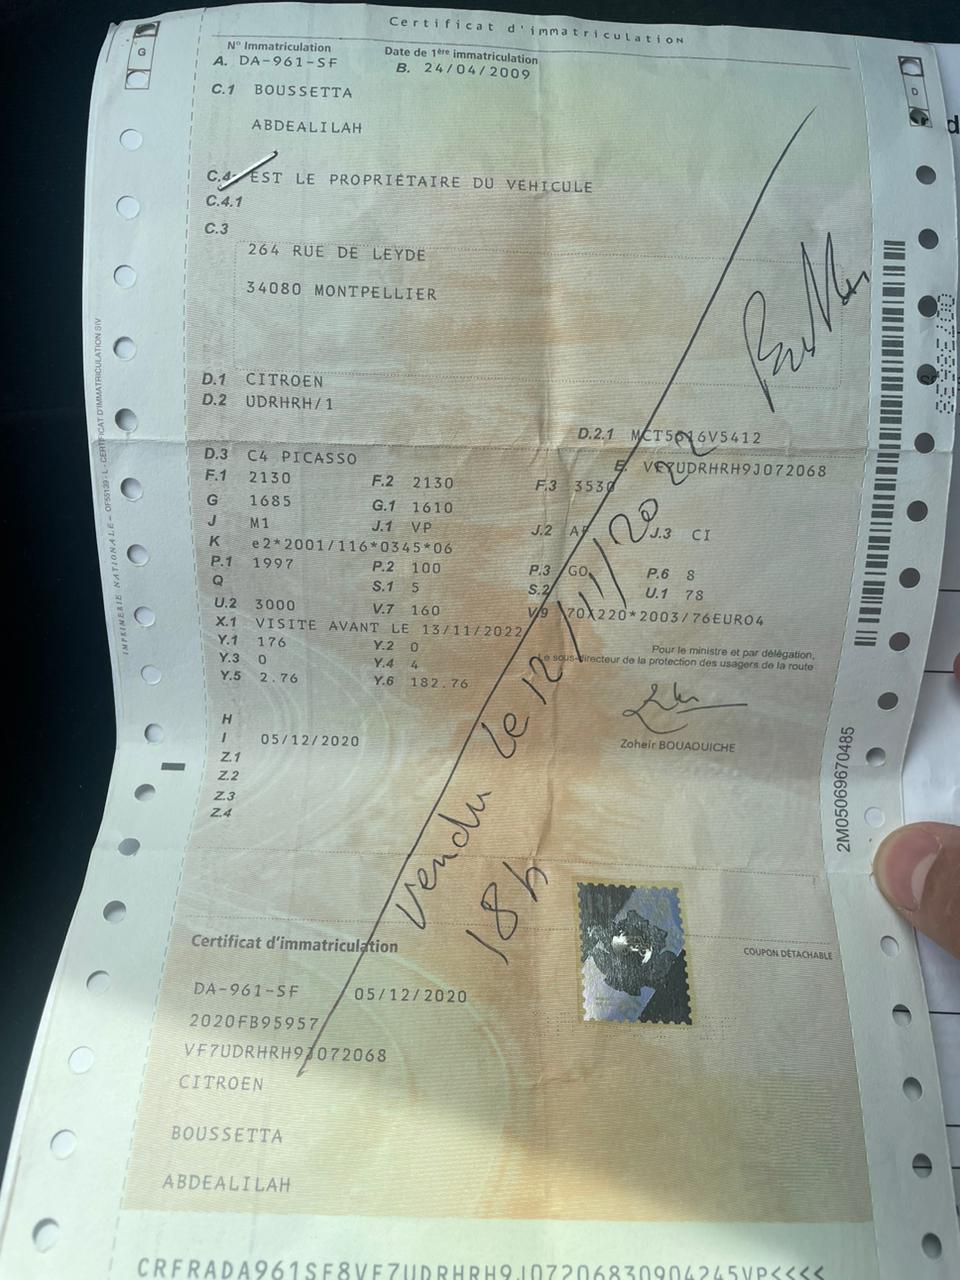 Certificat d'immatriculation
G
D
N° Immatriculation
Date de 1ère immatriculation
A. DA-961-SF
B. 24/04/2009
C.1 BOUSSETTA
ABDEALILAH
C.4 EST LE PROPRIÉTAIRE DU VEHICULE
C.4.1
C.3
264 RUE DE LEYDE
34080 MONTPELLIER
D.1 CITROEN
D.2 UDRHRH/1
D.2.1 MCT5616V5412
D.3 C4 PICASSO
E. VF7UDRHRH9J072068
F.1 2130 F.2 2130 F.3 3530
G 1685 G.1 1610
J M1 J.1 VP J.2 AF J.3 CI
K e2*2001/116*0345*06
P.1 1997 P.2 100 P.3 GO P.6 8
Q S.1 5 S.2 U.1 78
U.2 3000 V.7 160 V.9 70X220*2003/76EURO4
X.1 VISITE AVANT LE 13/11/2022
Y.1 176 Y.2 0
Y.3 0 Y.4 4
Y.5 2.76 Y.6 182.76
Pour le ministre et par délégation,
Le sous-directeur de la protection des usagers de la route
Zoheir BOUAOUICHE
H
I 05/12/2020
Z.1
Z.2
Z.3
Z.4
Vendu le 12/11/2022
18h
Certificat d'immatriculation
COUPON DÉTACHABLE
DA-961-SF 05/12/2020
2020FB95957
VF7UDRHRH9J072068
CITROEN
BOUSSETTA
ABDEALILAH
CRFRADA961SF8VF7UDRHRH9J07206830904245VP<<<<
2M05069670485
IMPRIMERIE NATIONALE – OF55139 - L - CERTIFICAT D'IMMATRICULATION SIV